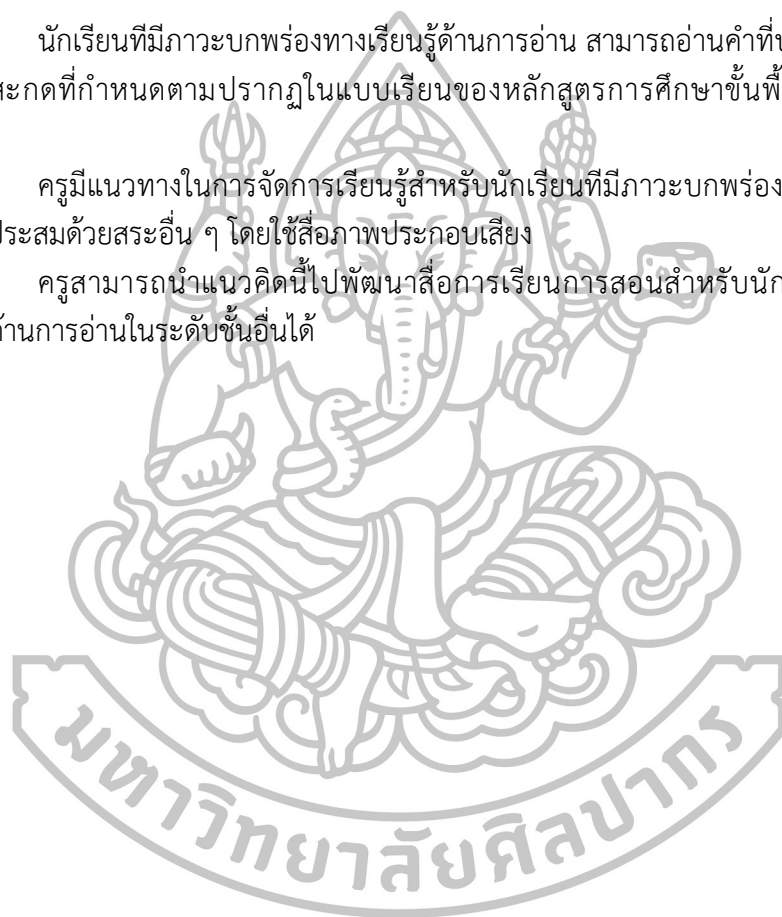 นักเรียนที่มีภาวะบกพร่องทางเรียนรู้ด้านการอ่าน สามารถอ่านคำที่
สะกดที่กำหนดตามปรากฏในแบบเรียนของหลักสูตรการศึกษาขั้นพื้
ครูมีแนวทางในการจัดการเรียนรู้สำหรับนักเรียนที่มีภาวะบกพร่อง
ประสมด้วยสระอื่น ๆ โดยใช้สื่อภาพประกอบเสียง
ครูสามารถนำแนวคิดนี้ไปพัฒนาสื่อการเรียนการสอนสำหรับนัก
ด้านการอ่านในระดับชั้นอื่นได้
มหาวิทยาลัยศิลปากร